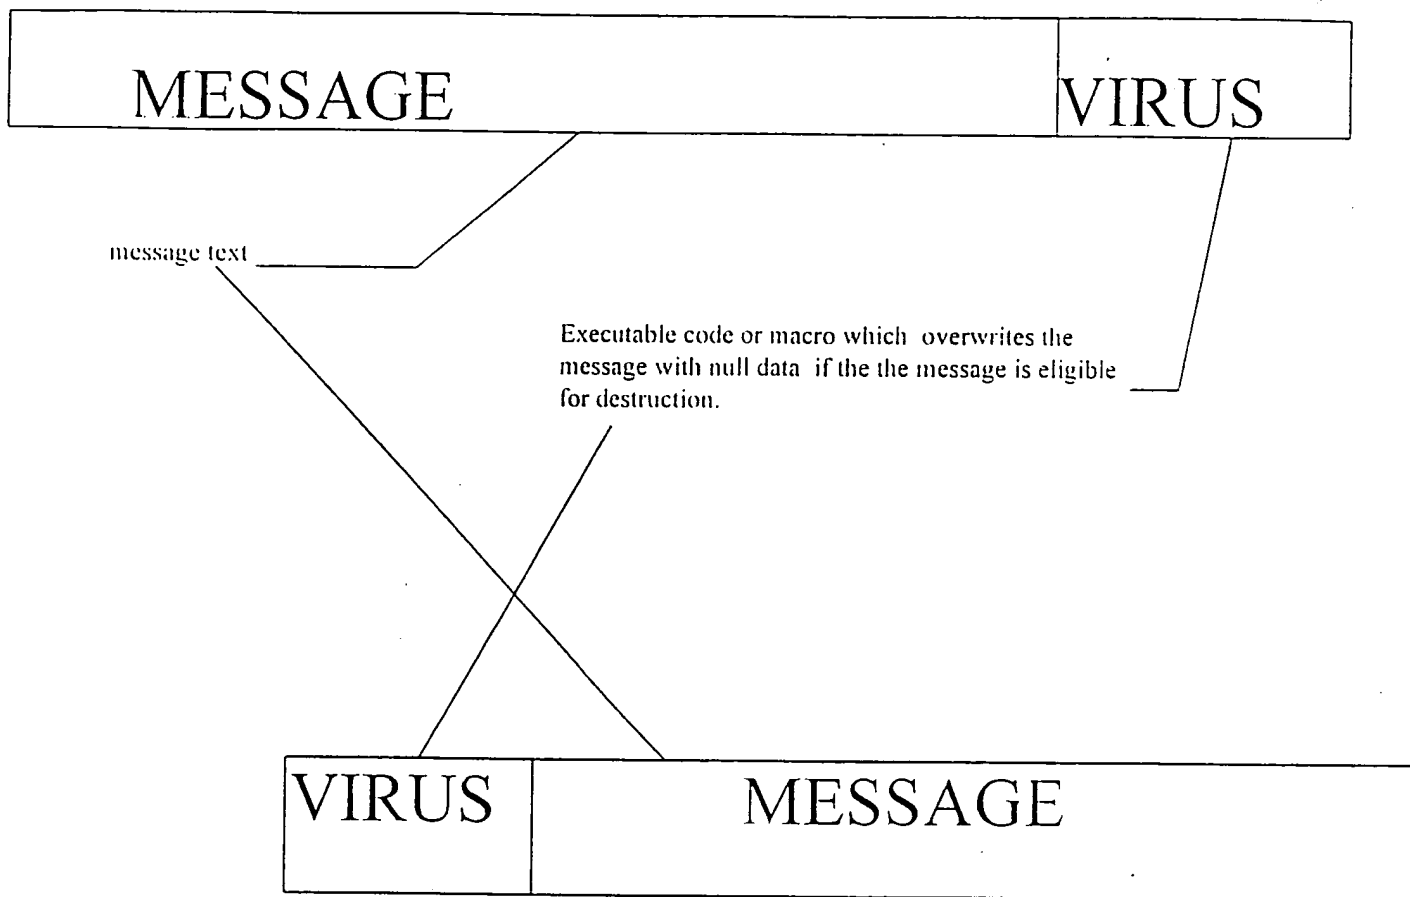 MESSAGE VIRUS
message text
Executable code or macro which overwrites the
message with null data if the the message is eligible
for destruction.
VIRUS MESSAGE